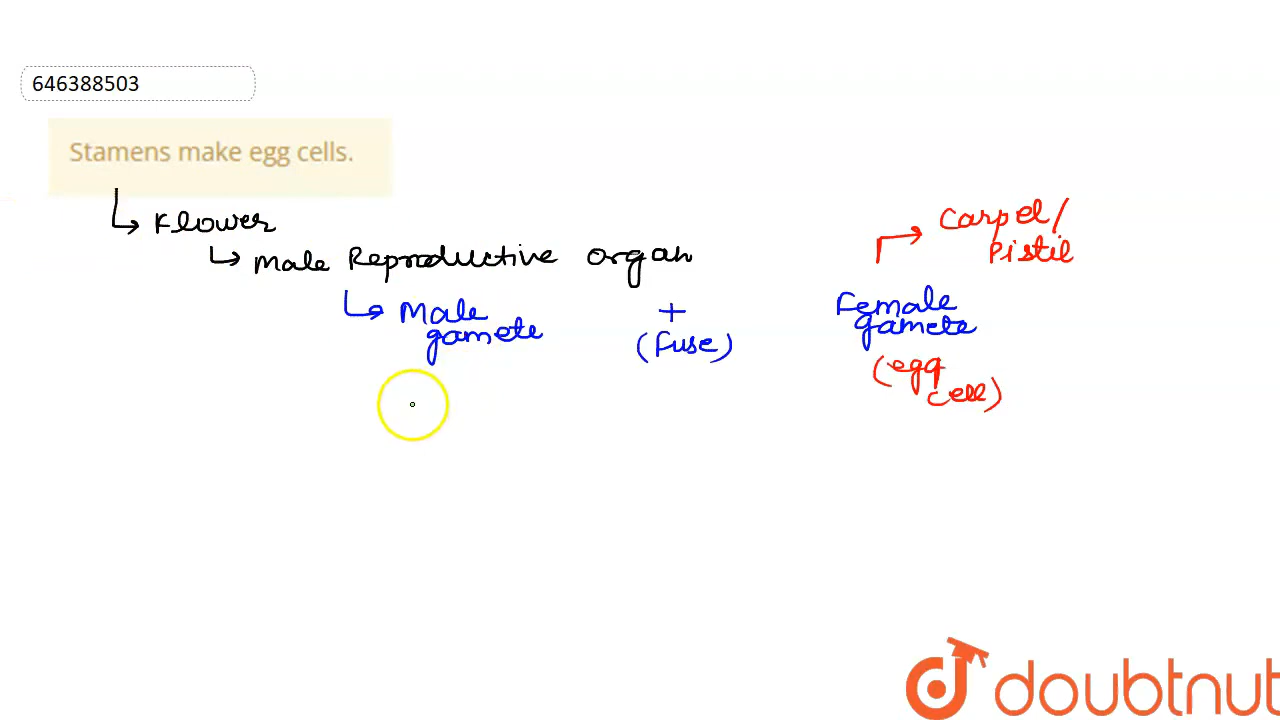 646388503
Stamens make egg cells.
Flower
Male Reproductive Organ
Carpel/
Pistil
Male
gamete
+
(Fuse)
Female
gamete
(egg
cell)
doubtnut